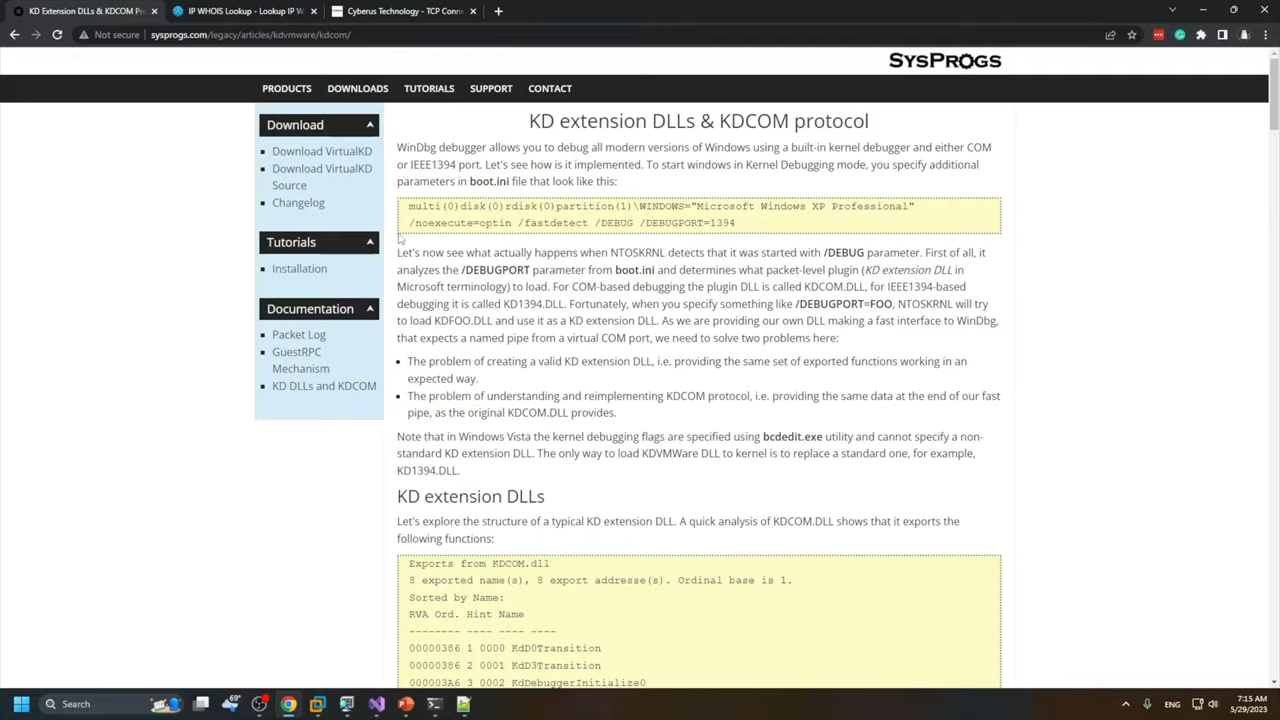 KD Extension DLLs & KDCOM Pr
IP WHOIS Lookup - Lookup IP W
Cyberus Technology - TCP Conne
Not secure
sysprogs.com/legacy/articles/kdvmware/kdcom/
SYSPROGS
PRODUCTS
DOWNLOADS
TUTORIALS
SUPPORT
CONTACT
Download
Download VirtualKD
Download VirtualKD
Source
Changelog
Tutorials
Installation
Documentation
Packet Log
GuestRPC
Mechanism
KD DLLs and KDCOM
KD extension DLLs & KDCOM protocol
WinDbg debugger allows you to debug all modern versions of Windows using a built-in kernel debugger and either COM
or IEEE1394 port. Let's see how is it implemented. To start windows in Kernel Debugging mode, you specify additional
parameters in boot.ini file that look like this:
multi(0)disk(0)rdisk(0)partition(1)\WINDOWS="Microsoft Windows XP Professional"
/noexecute=optin /fastdetect /DEBUG /DEBUGPORT=1394
Let's now see what actually happens when NTOSKRNL detects that it was started with /DEBUG parameter. First of all, it
analyzes the /DEBUGPORT parameter from boot.ini and determines what packet-level plugin (KD extension DLL in
Microsoft terminology) to load. For COM-based debugging the plugin DLL is called KDCOM.DLL, for IEEE1394-based
debugging it is called KD1394.DLL. Fortunately, when you specify something like /DEBUGPORT=FOO, NTOSKRNL will try
to load KDFOO.DLL and use it as a KD extension DLL. As we are providing our own DLL making a fast interface to WinDbg,
that expects a named pipe from a virtual COM port, we need to solve two problems here:
The problem of creating a valid KD extension DLL, i.e. providing the same set of exported functions working in an
expected way.
The problem of understanding and reimplementing KDCOM protocol, i.e. providing the same data at the end of our fast
pipe, as the original KDCOM.DLL provides.
Note that in Windows Vista the kernel debugging flags are specified using bcdedit.exe utility and cannot specify a non-
standard KD extension DLL. The only way to load KDVMWare DLL to kernel is to replace a standard one, for example,
KD1394.DLL.
KD extension DLLs
Let's explore the structure of a typical KD extension DLL. A quick analysis of KDCOM.DLL shows that it exports the
following functions:
Exports from KDCOM.dll
8 exported name(s), 8 export addresse(s). Ordinal base is 1.
Sorted by Name:
RVA Ord. Hint Name
-------- ---- ---- ----
00000386 1 0000 KdD0Transition
00000386 2 0001 KdD3Transition
000003A6 3 0002 KdDebuggerInitialize0
Search
69°
ENG
7:15 AM
5/29/2023